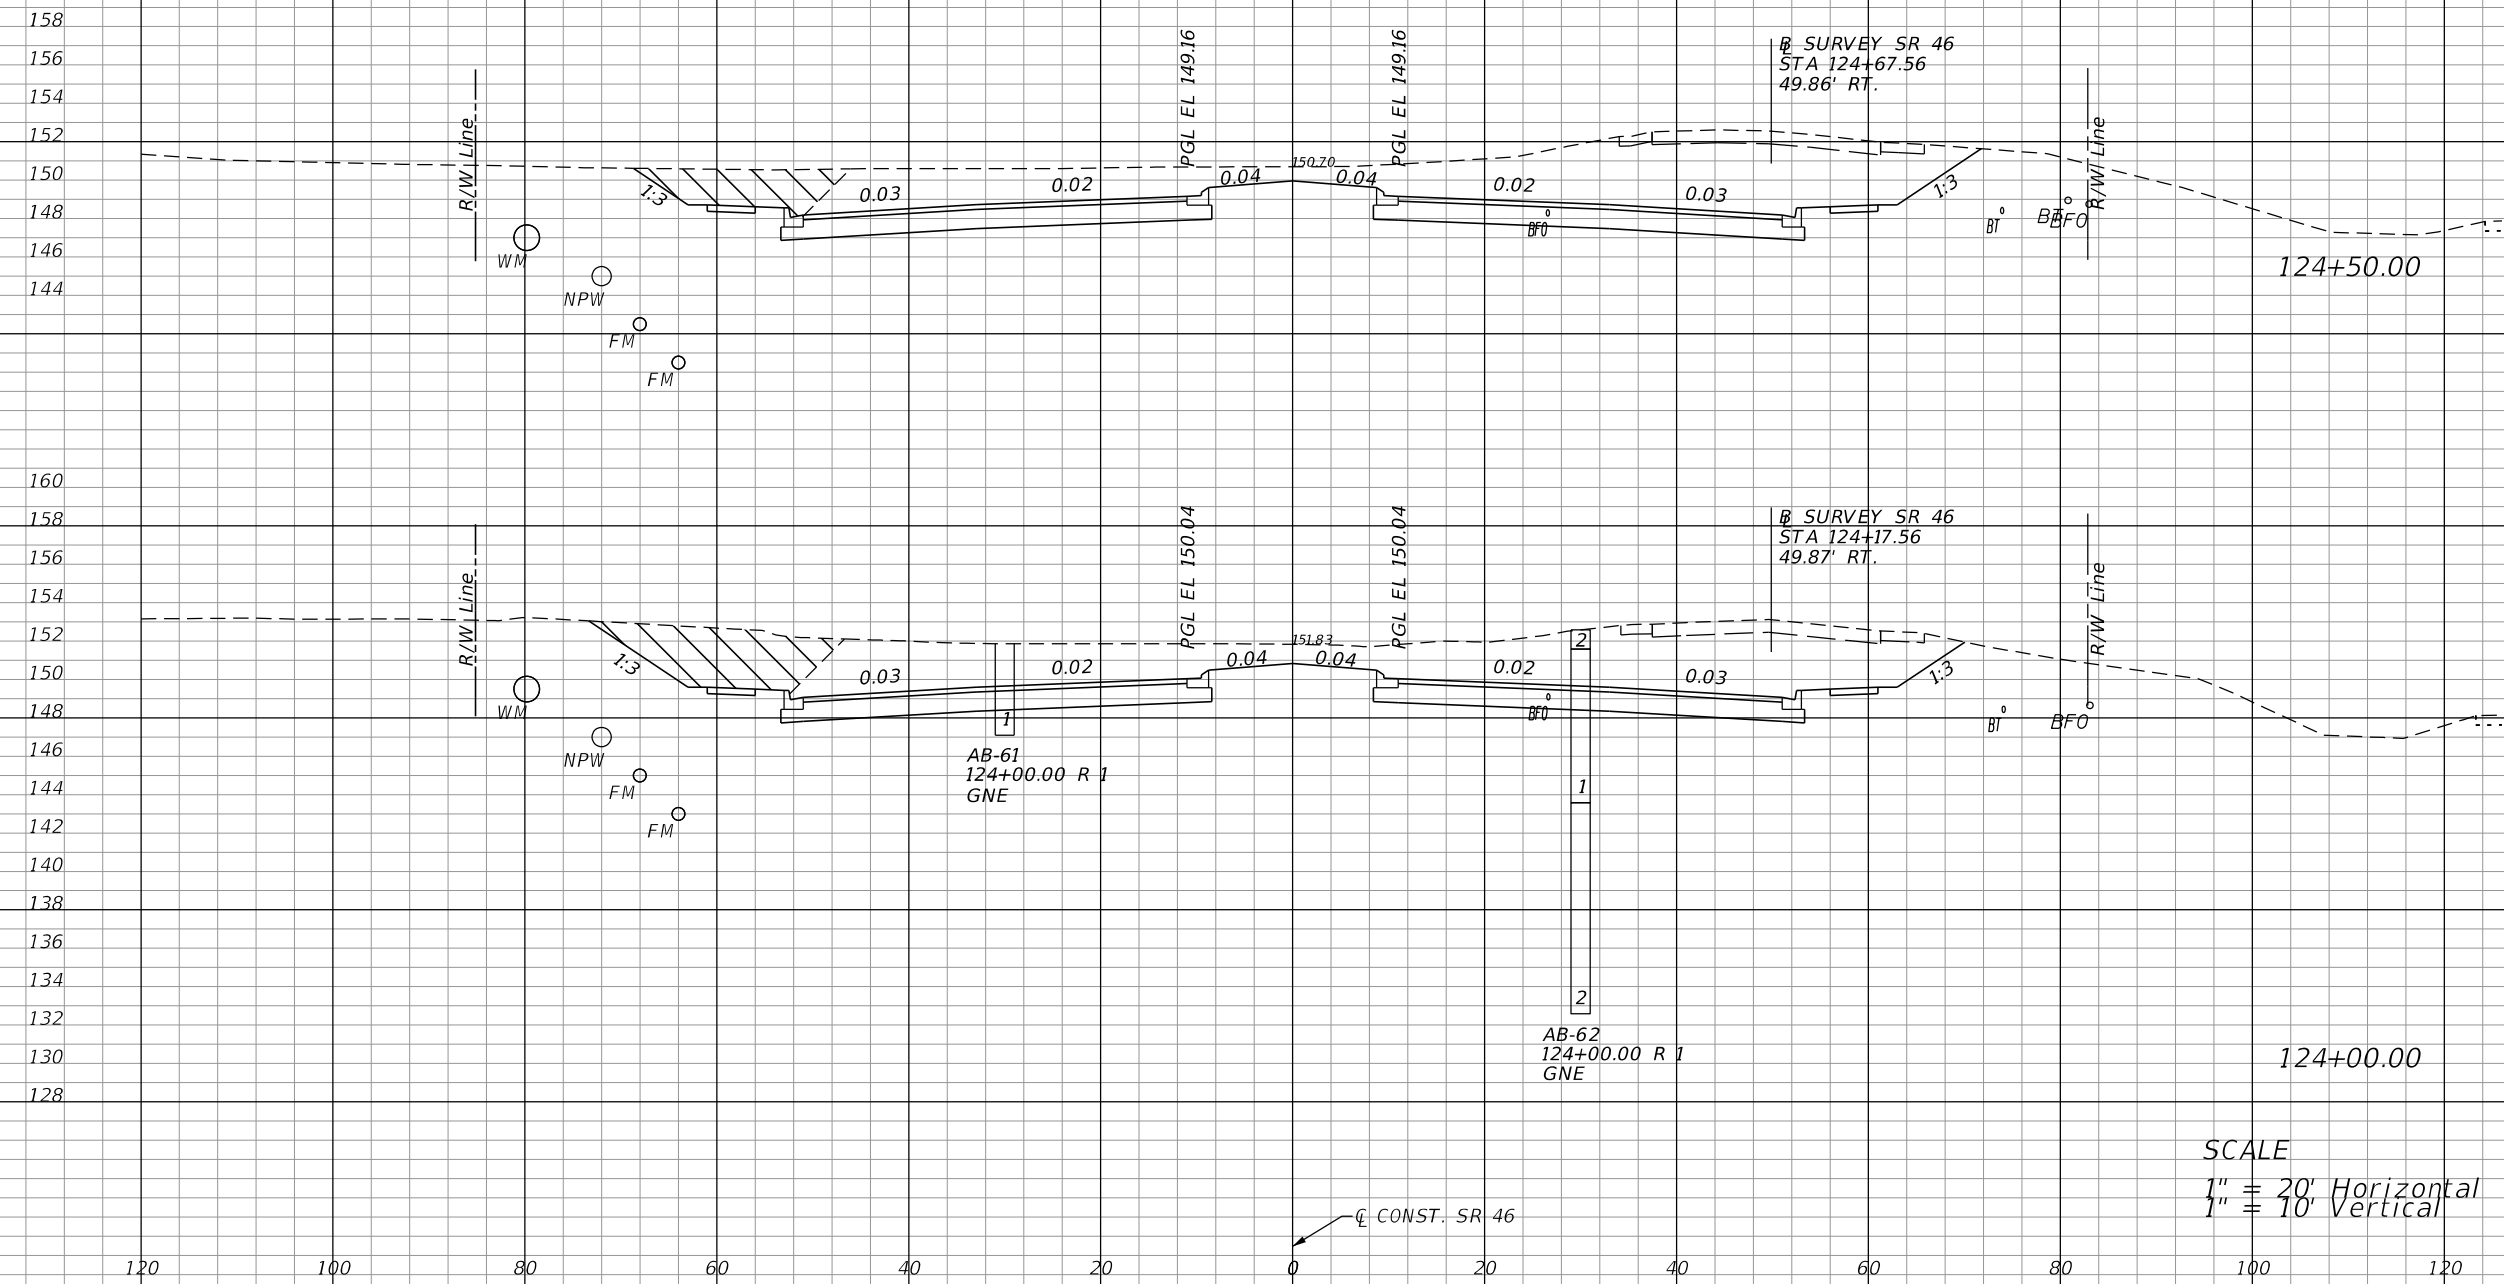 158
156
154
152
150
148
146
144
R/W Line
PGL EL 149.16
PGL EL 149.16
℄ SURVEY SR 46
STA 124+67.56
49.86' RT.
R/W Line
150.70
1:3
0.03
0.02
0.04
0.04
0.02
0.03
1:3
WM
NPW
FM
FM
BFO
BT
BT
BFO
124+50.00
160
158
156
154
152
150
148
146
144
142
140
138
136
134
132
130
128
R/W Line
PGL EL 150.04
PGL EL 150.04
℄ SURVEY SR 46
STA 124+17.56
49.87' RT.
R/W Line
151.83
1:3
0.03
0.02
0.04
0.04
0.02
0.03
1:3
WM
NPW
FM
FM
BFO
BT
BFO
1
AB-61
124+00.00 R 1
GNE
2
1
2
AB-62
124+00.00 R 1
GNE
124+00.00
SCALE
1" = 20' Horizontal
1" = 10' Vertical
℄ CONST. SR 46
120 100 80 60 40 20 0 20 40 60 80 100 120